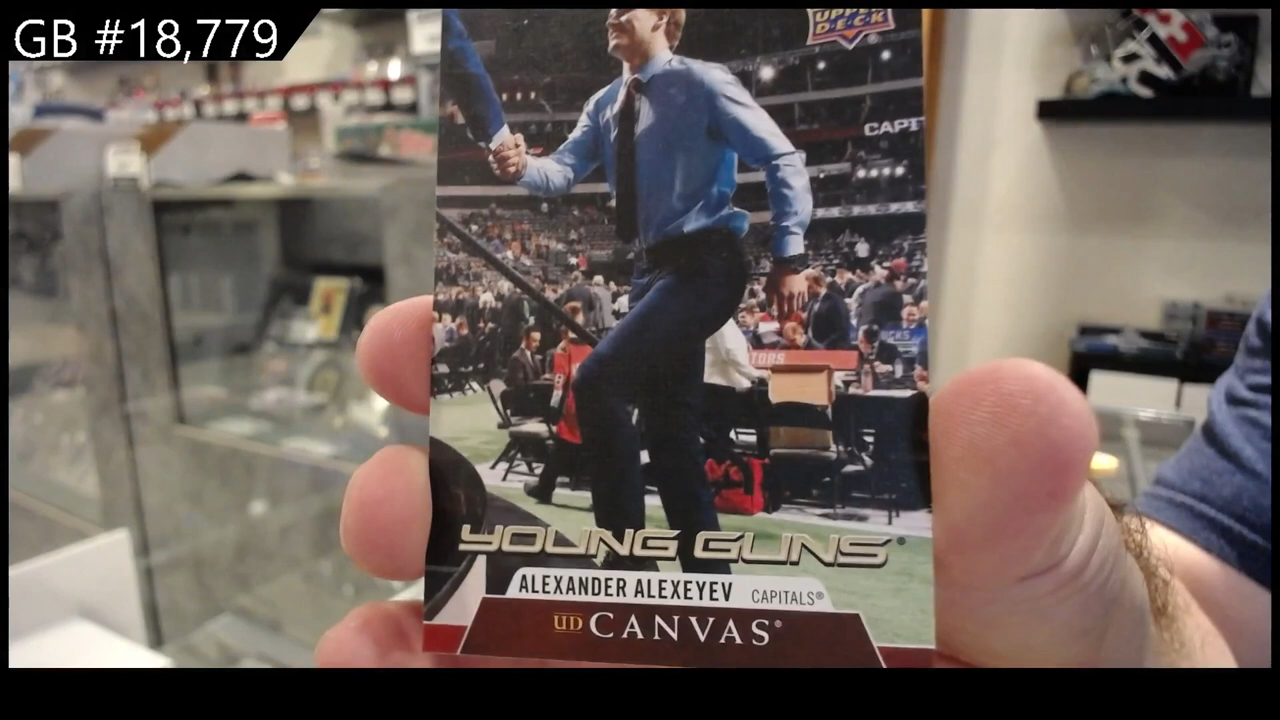 GB #18,779
UPPER
DECK
CAPIT
TORS
YOUNG GUNS®
ALEXANDER ALEXEYEV CAPITALS®
UD CANVAS®